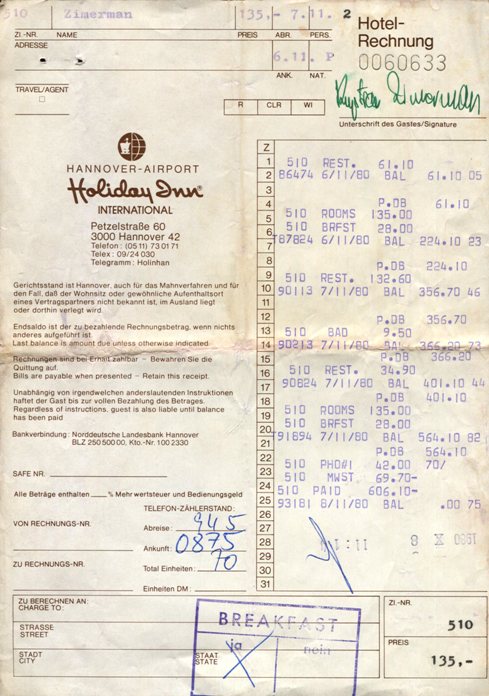 510 Zimerman 135,- 7.11. 2
ZI.-NR. NAME PREIS ABR. PERS.
Hotel-
Rechnung
0060633
ADRESSE
6.11. P
ANK. NAT.
TRAVEL/AGENT
R CLR WI
Unterschrift des Gastes/Signature
HANNOVER-AIRPORT
Holiday Inn®
INTERNATIONAL
Petzelstraße 60
3000 Hannover 42
Telefon: (05 11) 73 01 71
Telex: 09/24 030
Telegramm: Holinhan
Gerichtsstand ist Hannover, auch für das Mahnverfahren und für
den Fall, daß der Wohnsitz oder gewöhnliche Aufenthaltsort
eines Vertragspartners nicht bekannt ist, im Ausland liegt
oder dorthin verlegt wird.
Endsaldo ist der zu bezahlende Rechnungsbetrag, wenn nichts
anderes aufgeführt ist.
Last balance is amount due unless otherwise indicated.
Rechnungen sind bei Erhalt zahlbar – Bewahren Sie die
Quittung auf.
Bills are payable when presented – Retain this receipt.
Unabhängig von irgendwelchen anderslautenden Instruktionen
haftet der Gast bis zur vollen Bezahlung des Betrages.
Regardless of instructions, guest is also liable until balance
has been paid
Bankverbindung: Norddeutsche Landesbank Hannover
BLZ 250 500 00, Kto.-Nr. 100 2330
SAFE NR.
Alle Beträge enthalten % Mehrwertsteuer und Bedienungsgeld
TELEFON-ZÄHLERSTAND:
VON RECHNUNGS-NR. Abreise: 945
Ankunft: 0875
ZU RECHNUNGS-NR. Total Einheiten: 70
Einheiten DM:
Z
1 510 REST. 61.10
2 86474 6/11/80 BAL 61.10 05
3
4 P.DB 61.10
5 510 ROOMS 135.00
6 510 BRFST 28.00
7 87824 6/11/80 BAL 224.10 23
8 P.DB 224.10
9 510 REST. 132.60
10 90113 7/11/80 BAL 356.70 46
11
12 P.DB 356.70
13 510 BAD 9.50
14 90213 7/11/80 BAL 366.20 73
15 P.DB 366.20
16 510 REST. 34.90
17 90824 7/11/80 BAL 401.10 44
18 P.DB 401.10
19 510 ROOMS 135.00
20 510 BRFST 28.00
21 91894 7/11/80 BAL 564.10 82
22 P.DB 564.10
23 510 PHO#1 42.00 70/
24 510 MWST 69.70-
25 510 PAID 606.10-
26 93181 8/11/80 BAL .00 75
27
28
29
30
31
ZU BERECHNEN AN:
CHARGE TO:
STRASSE
STREET
STADT
CITY
STAAT
STATE
BREAKFAST
ja nein
ZI.-NR.
510
PREIS
135,-